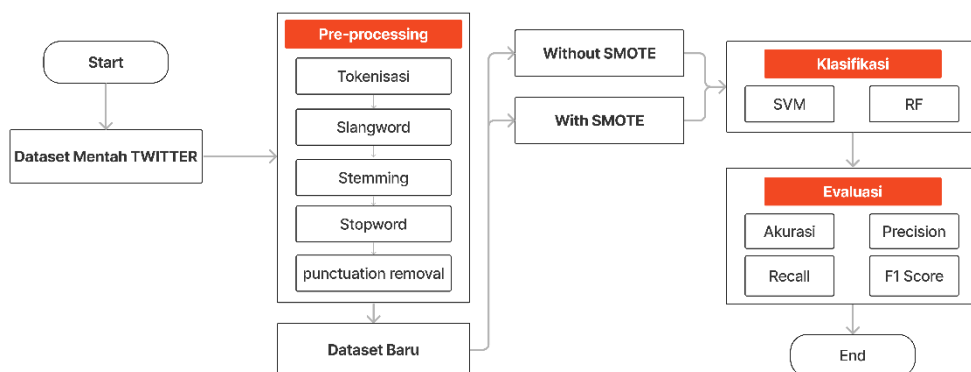 Start
Dataset Mentah TWITTER
Pre-processing
Tokenisasi
Slangword
Stemming
Stopword
punctuation removal
Dataset Baru
Without SMOTE
With SMOTE
Klasifikasi
SVM
RF
Evaluasi
Akurasi
Precision
Recall
F1 Score
End